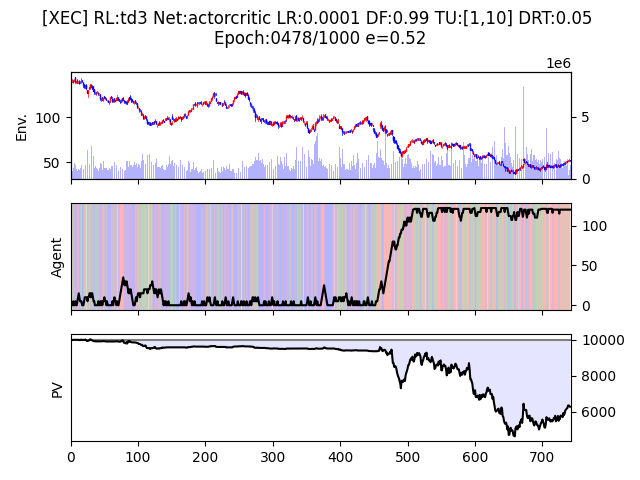 [XEC] RL:td3 Net:actorcritic LR:0.0001 DF:0.99 TU:[1,10] DRT:0.05
Epoch:0478/1000 e=0.52
1e6
Env.
100
50
5
0
Agent
100
50
0
PV
10000
8000
6000
0 100 200 300 400 500 600 700